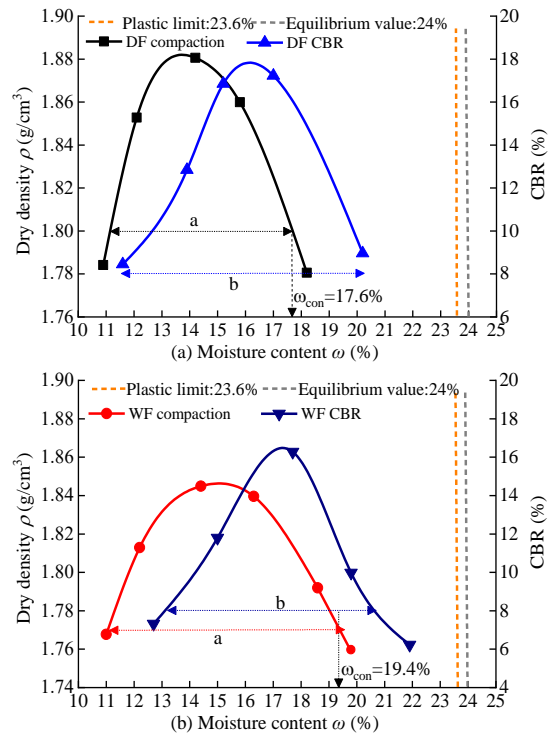 Plastic limit:23.6% Equilibrium value:24%
DF compaction DF CBR
1.90
1.88
1.86
1.84
1.82
1.80
1.78
1.76
Dry density ρ (g/cm³)
20
18
16
14
12
10
8
6
CBR (%)
a
b
ω_con=17.6%
10 11 12 13 14 15 16 17 18 19 20 21 22 23 24 25
(a) Moisture content ω (%)
Plastic limit:23.6% Equilibrium value:24%
WF compaction WF CBR
1.90
1.88
1.86
1.84
1.82
1.80
1.78
1.76
1.74
Dry density ρ (g/cm³)
20
18
16
14
12
10
8
6
4
CBR (%)
b
a
ω_con=19.4%
10 11 12 13 14 15 16 17 18 19 20 21 22 23 24 25
(b) Moisture content ω (%)